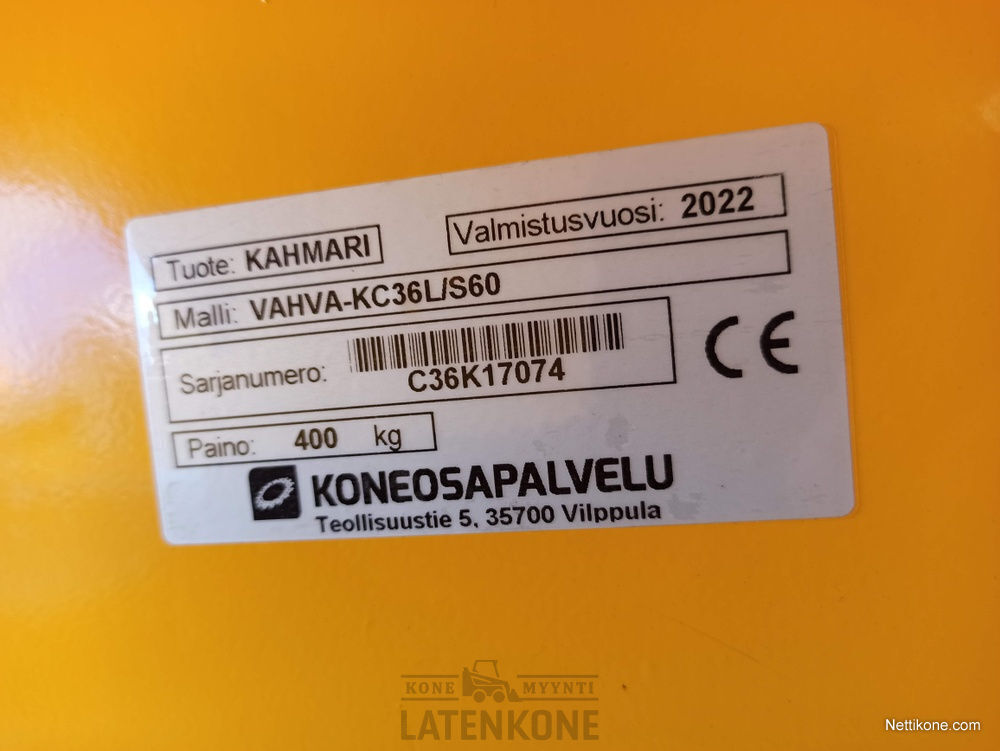 Tuote: KAHMARI
Valmistusvuosi: 2022
Malli: VAHVA-KC36L/S60
Sarjanumero: C36K17074
Paino: 400 kg
CE
KONEOSAPALVELU
Teollisuustie 5, 35700 Vilppula
KONE MYYNTI
LATENKONE
Nettikone.com